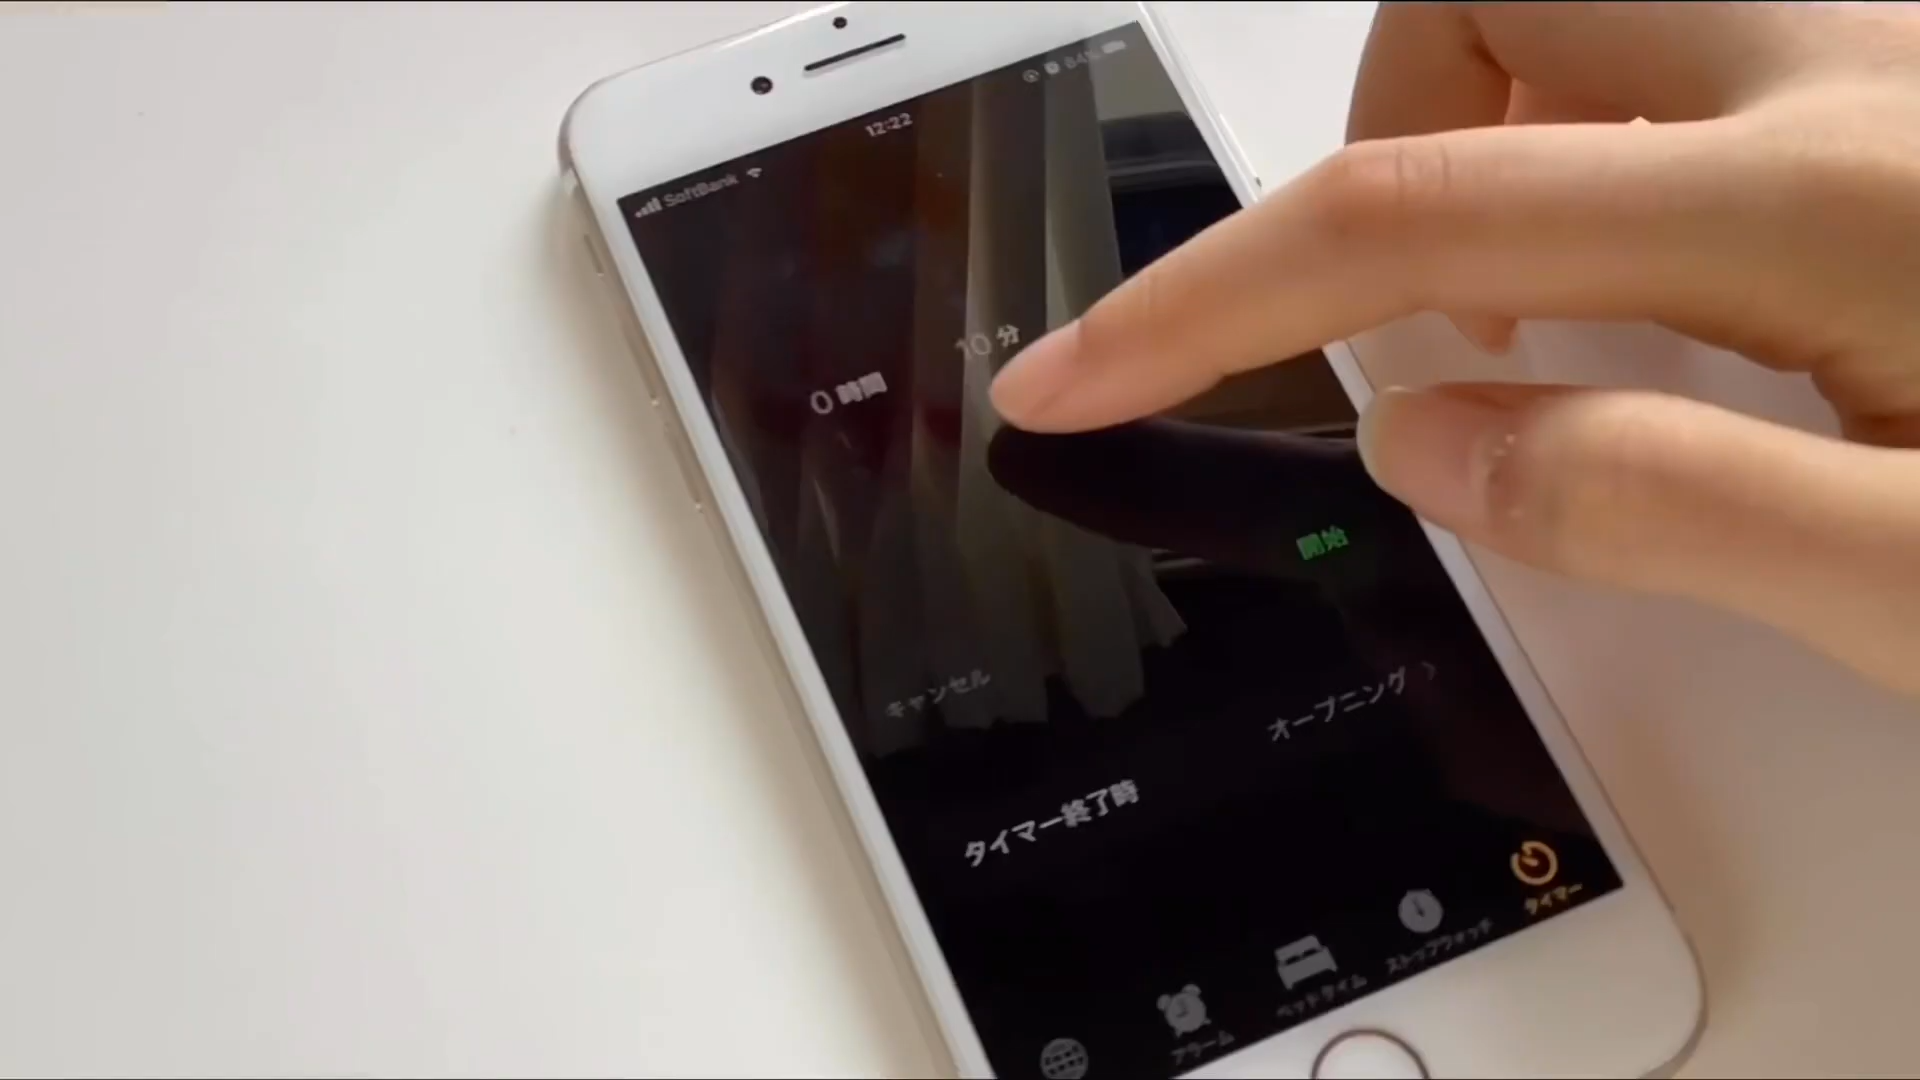 SoftBank 12:22 84%
0 時間 10 分
キャンセル 開始
タイマー終了時 オープニング
アラーム ベッドタイム ストップウォッチ タイマー